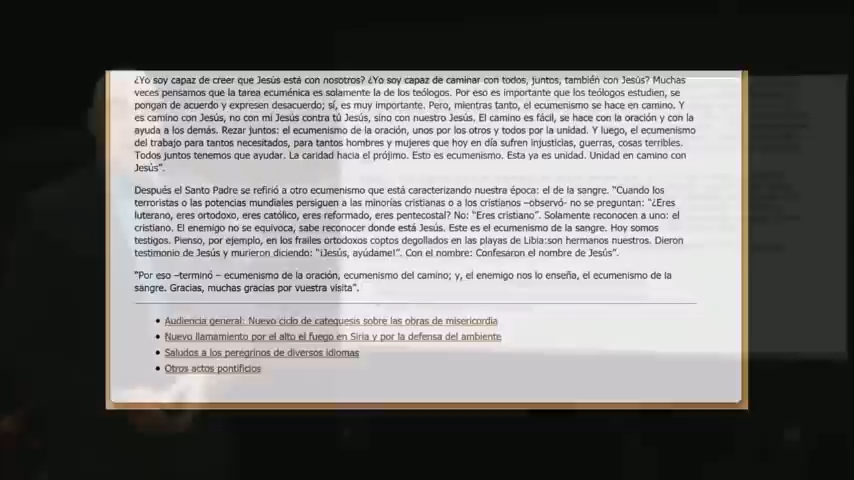 ¿Yo soy capaz de creer que Jesús está con nosotros? ¿Yo soy capaz de caminar con todos, juntos, también con Jesús? Muchas
veces pensamos que la tarea ecuménica es solamente la de los teólogos. Por eso es importante que los teólogos estudien, se
pongan de acuerdo y expresen desacuerdo; sí, es muy importante. Pero, mientras tanto, el ecumenismo se hace en camino. Y
es camino con Jesús, no con mi Jesús contra tú Jesús, sino con nuestro Jesús. El camino es fácil, se hace con la oración y con la
ayuda a los demás. Rezar juntos: el ecumenismo de la oración, unos por los otros y todos por la unidad. Y luego, el ecumenismo
del trabajo para tantos necesitados, para tantos hombres y mujeres que hoy en día sufren injusticias, guerras, cosas terribles.
Todos juntos tenemos que ayudar. La caridad hacia el prójimo. Esto es ecumenismo. Esta ya es unidad. Unidad en camino con
Jesús”.
Después el Santo Padre se refirió a otro ecumenismo que está caracterizando nuestra época: el de la sangre. “Cuando los
terroristas o las potencias mundiales persiguen a las minorías cristianas o a los cristianos –observó- no se preguntan: “¿Eres
luterano, eres ortodoxo, eres católico, eres reformado, eres pentecostal? No: “Eres cristiano”. Solamente reconocen a uno: el
cristiano. El enemigo no se equivoca, sabe reconocer donde está Jesús. Este es el ecumenismo de la sangre. Hoy somos
testigos. Pienso, por ejemplo, en los frailes ortodoxos coptos degollados en las playas de Libia:son hermanos nuestros. Dieron
testimonio de Jesús y murieron diciendo: “¡Jesús, ayúdame!”. Con el nombre: Confesaron el nombre de Jesús”.
“Por eso –terminó – ecumenismo de la oración, ecumenismo del camino; y, el enemigo nos lo enseña, el ecumenismo de la
sangre. Gracias, muchas gracias por vuestra visita”.
• Audiencia general: Nuevo ciclo de catequesis sobre las obras de misericordia
• Nuevo llamamiento por el alto el fuego en Siria y por la defensa del ambiente
• Saludos a los peregrinos de diversos idiomas
• Otros actos pontificios